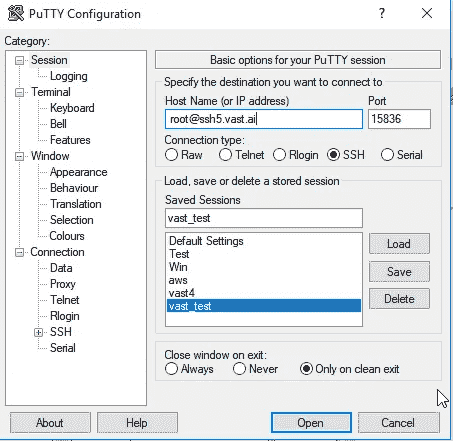 PuTTY Configuration
?
Category:
Session
Logging
Terminal
Keyboard
Bell
Features
Window
Appearance
Behaviour
Translation
Selection
Colours
Connection
Data
Proxy
Telnet
Rlogin
SSH
Serial
Basic options for your PuTTY session
Specify the destination you want to connect to
Host Name (or IP address) Port
root@ssh5.vast.ai 15836
Connection type:
Raw Telnet Rlogin SSH Serial
Load, save or delete a stored session
Saved Sessions
vast_test
Default Settings
Test
Win
aws
vast4
vast_test
Load
Save
Delete
Close window on exit:
Always Never Only on clean exit
About Help Open Cancel